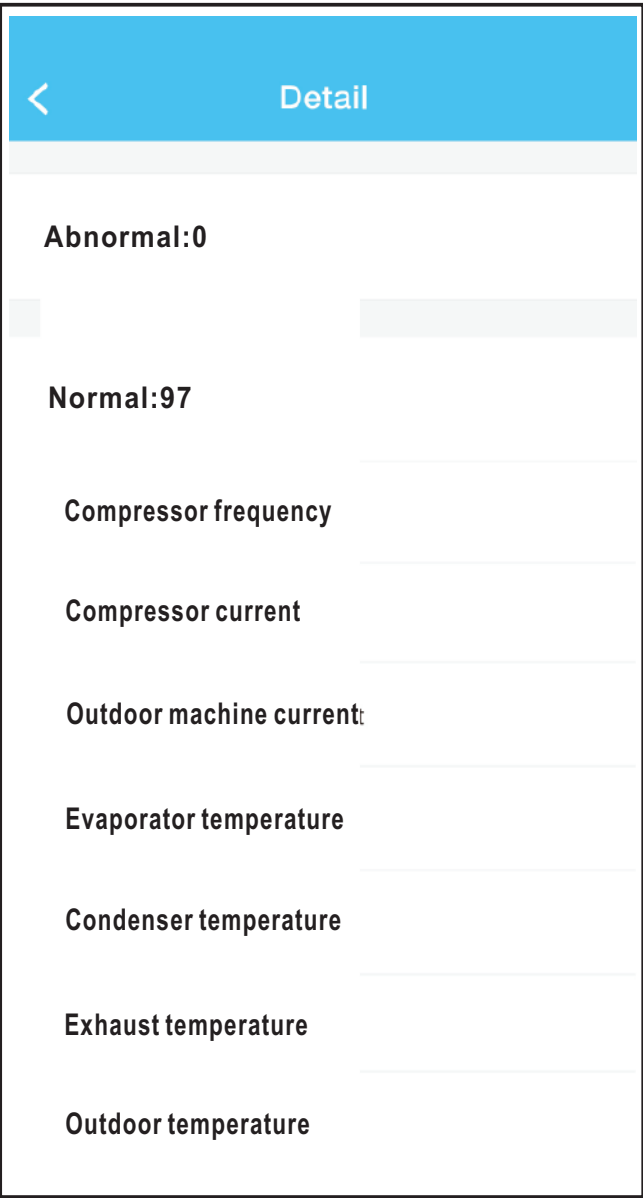 Detail
Abnormal:0
Normal:97
Compressor frequency
Compressor current
Outdoor machine current
Evaporator temperature
Condenser temperature
Exhaust temperature
Outdoor temperature